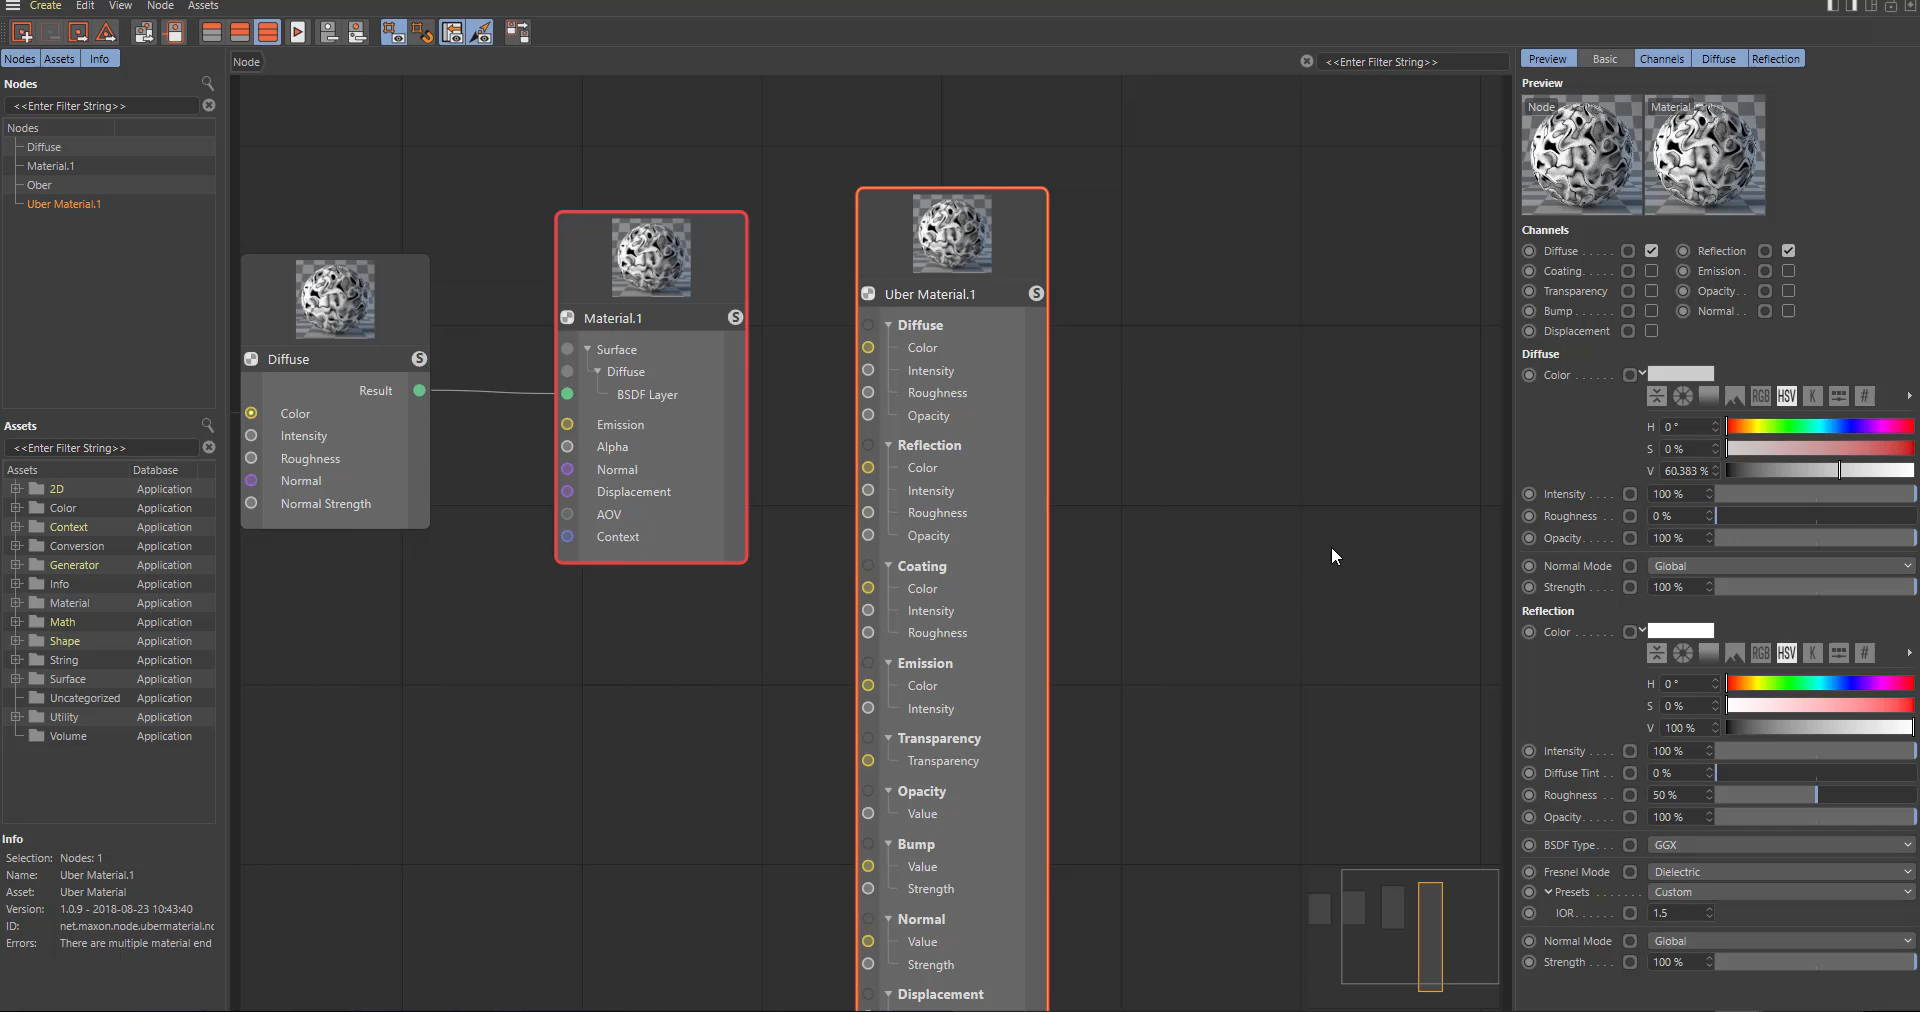 Create Edit View Node Assets
Nodes Assets Info
Nodes
<<Enter Filter String>>
Nodes
Diffuse
Material.1
Ober
Uber Material.1
Assets
<<Enter Filter String>>
Assets Database
2D Application
Color Application
Context Application
Conversion Application
Generator Application
Info Application
Material Application
Math Application
Shape Application
String Application
Surface Application
Uncategorized Application
Utility Application
Volume Application
Info
Selection: Nodes: 1
Name: Uber Material.1
Asset: Uber Material
Version: 1.0.9 - 2018-08-23 10:43:40
ID: net.maxon.node.ubermaterial.nc
Errors: There are multiple material end
Node
<<Enter Filter String>>
Diffuse S
Result
Color
Intensity
Roughness
Normal
Normal Strength
Material.1 S
Surface
Diffuse
BSDF Layer
Emission
Alpha
Normal
Displacement
AOV
Context
Uber Material.1 S
Diffuse
Color
Intensity
Roughness
Opacity
Reflection
Color
Intensity
Roughness
Opacity
Coating
Color
Intensity
Roughness
Emission
Color
Intensity
Transparency
Transparency
Opacity
Value
Bump
Value
Strength
Normal
Value
Strength
Displacement
Preview Basic Channels Diffuse Reflection
Preview
Node Material
Channels
Diffuse . . . . . Reflection
Coating. . . . . Emission .
Transparency Opacity . .
Bump . . . . . . Normal . .
Displacement
Diffuse
Color . . . . . .
RGB HSV K #
H 0 °
S 0 %
V 60.383 %
Intensity . . . . 100 %
Roughness . . 0 %
Opacity. . . . . 100 %
Normal Mode Global
Strength . . . . 100 %
Reflection
Color . . . . . .
RGB HSV K #
H 0 °
S 0 %
V 100 %
Intensity . . . . 100 %
Diffuse Tint . . 0 %
Roughness . . 50 %
Opacity. . . . . 100 %
BSDF Type. . . GGX
Fresnel Mode Dielectric
Presets . . . . . . . Custom
IOR. . . . . . 1.5
Normal Mode Global
Strength . . . . 100 %